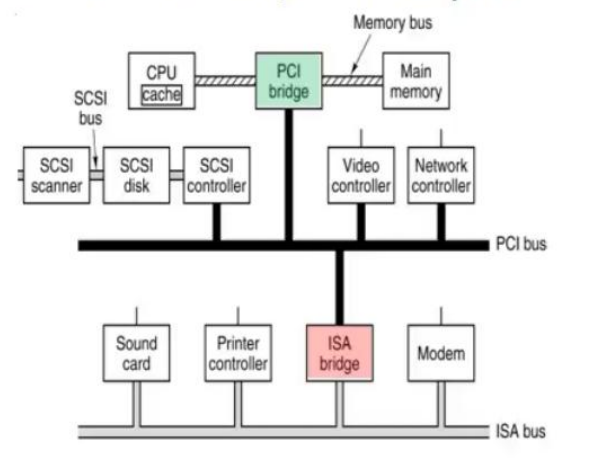 Memory bus
CPU
cache
PCI
bridge
Main
memory
SCSI
bus
SCSI
scanner
SCSI
disk
SCSI
controller
Video
controller
Network
controller
PCI bus
Sound
card
Printer
controller
ISA
bridge
Modem
ISA bus